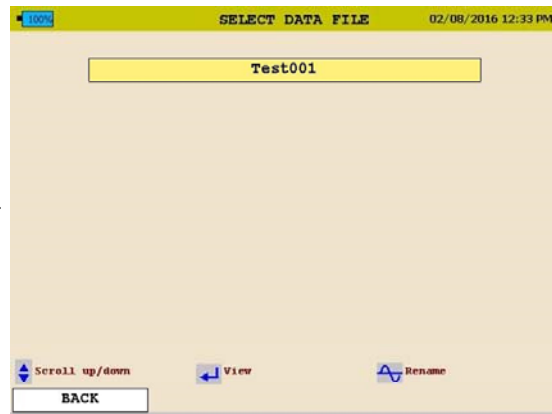 100% SELECT DATA FILE 02/08/2016 12:33 PM
Test001
Scroll up/down View Rename
BACK